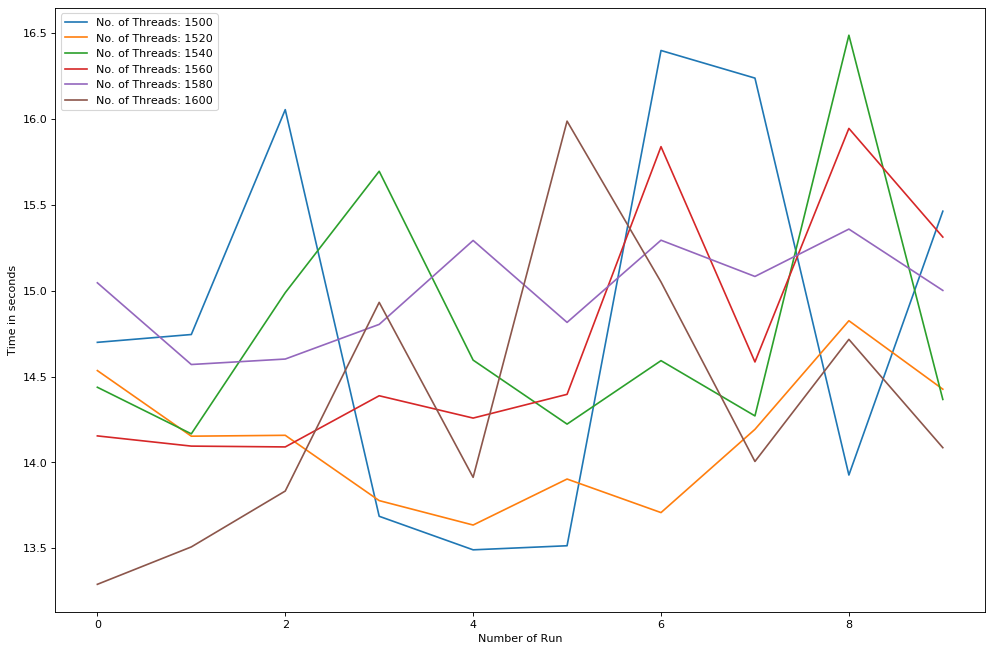 No. of Threads: 1500
No. of Threads: 1520
No. of Threads: 1540
No. of Threads: 1560
No. of Threads: 1580
No. of Threads: 1600
16.5
16.0
15.5
15.0
14.5
14.0
13.5
Time in seconds
0 2 4 6 8
Number of Run